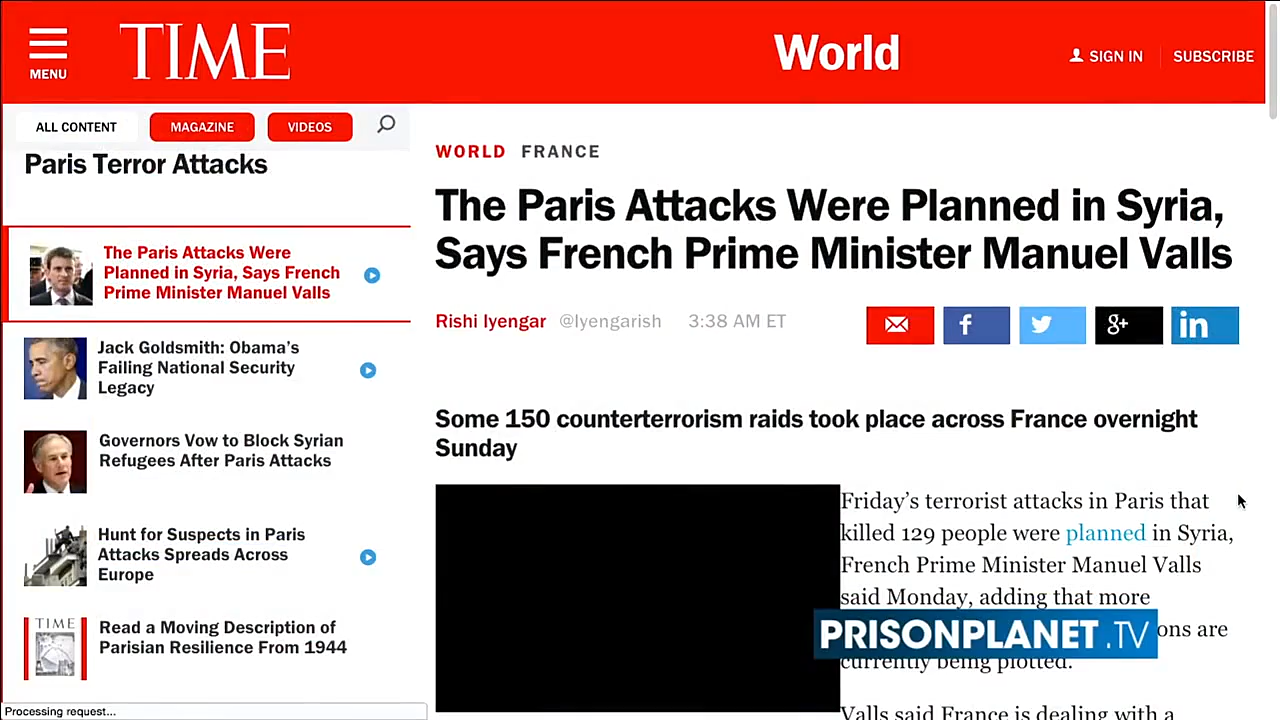 MENU
TIME
World
SIGN IN
SUBSCRIBE
ALL CONTENT
MAGAZINE
VIDEOS
Paris Terror Attacks
The Paris Attacks Were
Planned in Syria, Says French
Prime Minister Manuel Valls
Jack Goldsmith: Obama's
Failing National Security
Legacy
Governors Vow to Block Syrian
Refugees After Paris Attacks
Hunt for Suspects in Paris
Attacks Spreads Across
Europe
TIME
Read a Moving Description of
Parisian Resilience From 1944
Processing request...
WORLD FRANCE
The Paris Attacks Were Planned in Syria,
Says French Prime Minister Manuel Valls
Rishi Iyengar @Iyengarish 3:38 AM ET
f
g+
in
Some 150 counterterrorism raids took place across France overnight
Sunday
Friday's terrorist attacks in Paris that
killed 129 people were planned in Syria,
French Prime Minister Manuel Valls
said Monday, adding that more
ons are
currently being plotted.
Valls said France is dealing with a
PRISONPLANET.TV